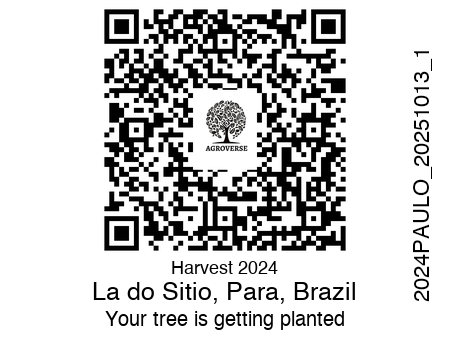 AGROVERSE
Harvest 2024
La do Sitio, Para, Brazil
Your tree is getting planted
2024PAULO_20251013_1